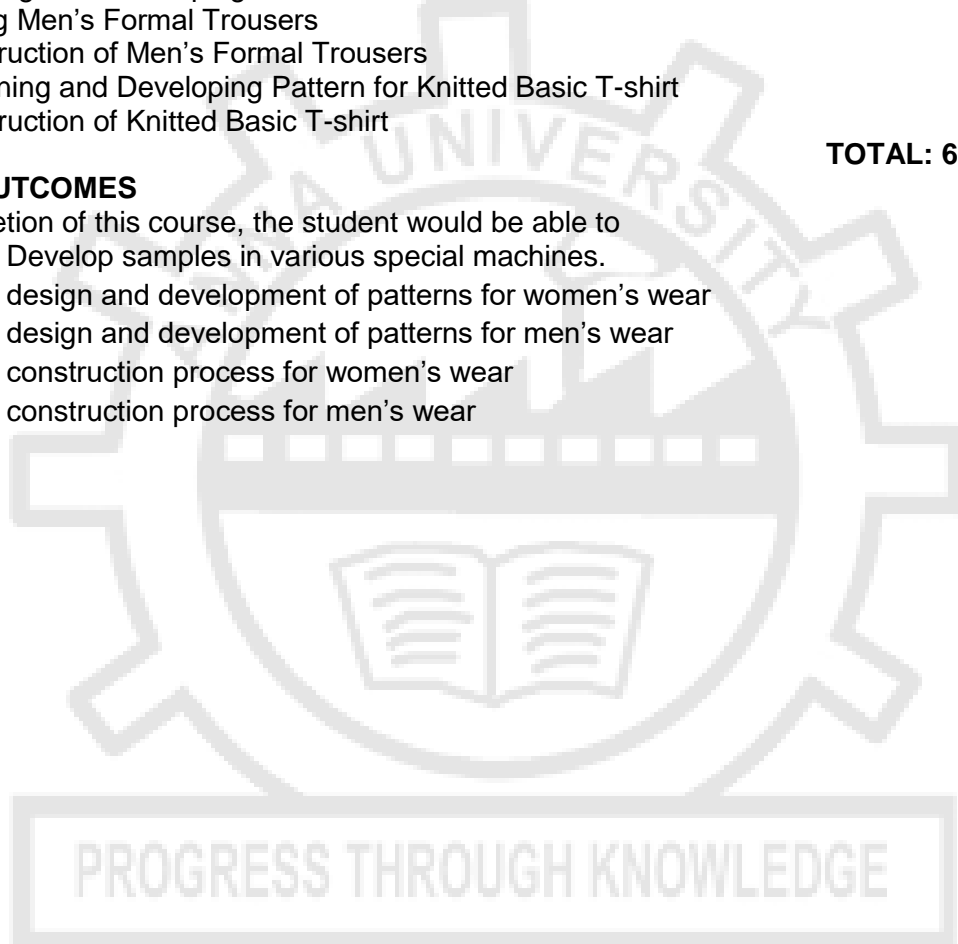 g Men’s Formal Trousers
ruction of Men’s Formal Trousers
ning and Developing Pattern for Knitted Basic T-shirt
ruction of Knitted Basic T-shirt
TOTAL: 6
UTCOMES
etion of this course, the student would be able to
Develop samples in various special machines.
design and development of patterns for women’s wear
design and development of patterns for men’s wear
construction process for women’s wear
construction process for men’s wear
ANNA UNIVERSITY
PROGRESS THROUGH KNOWLEDGE